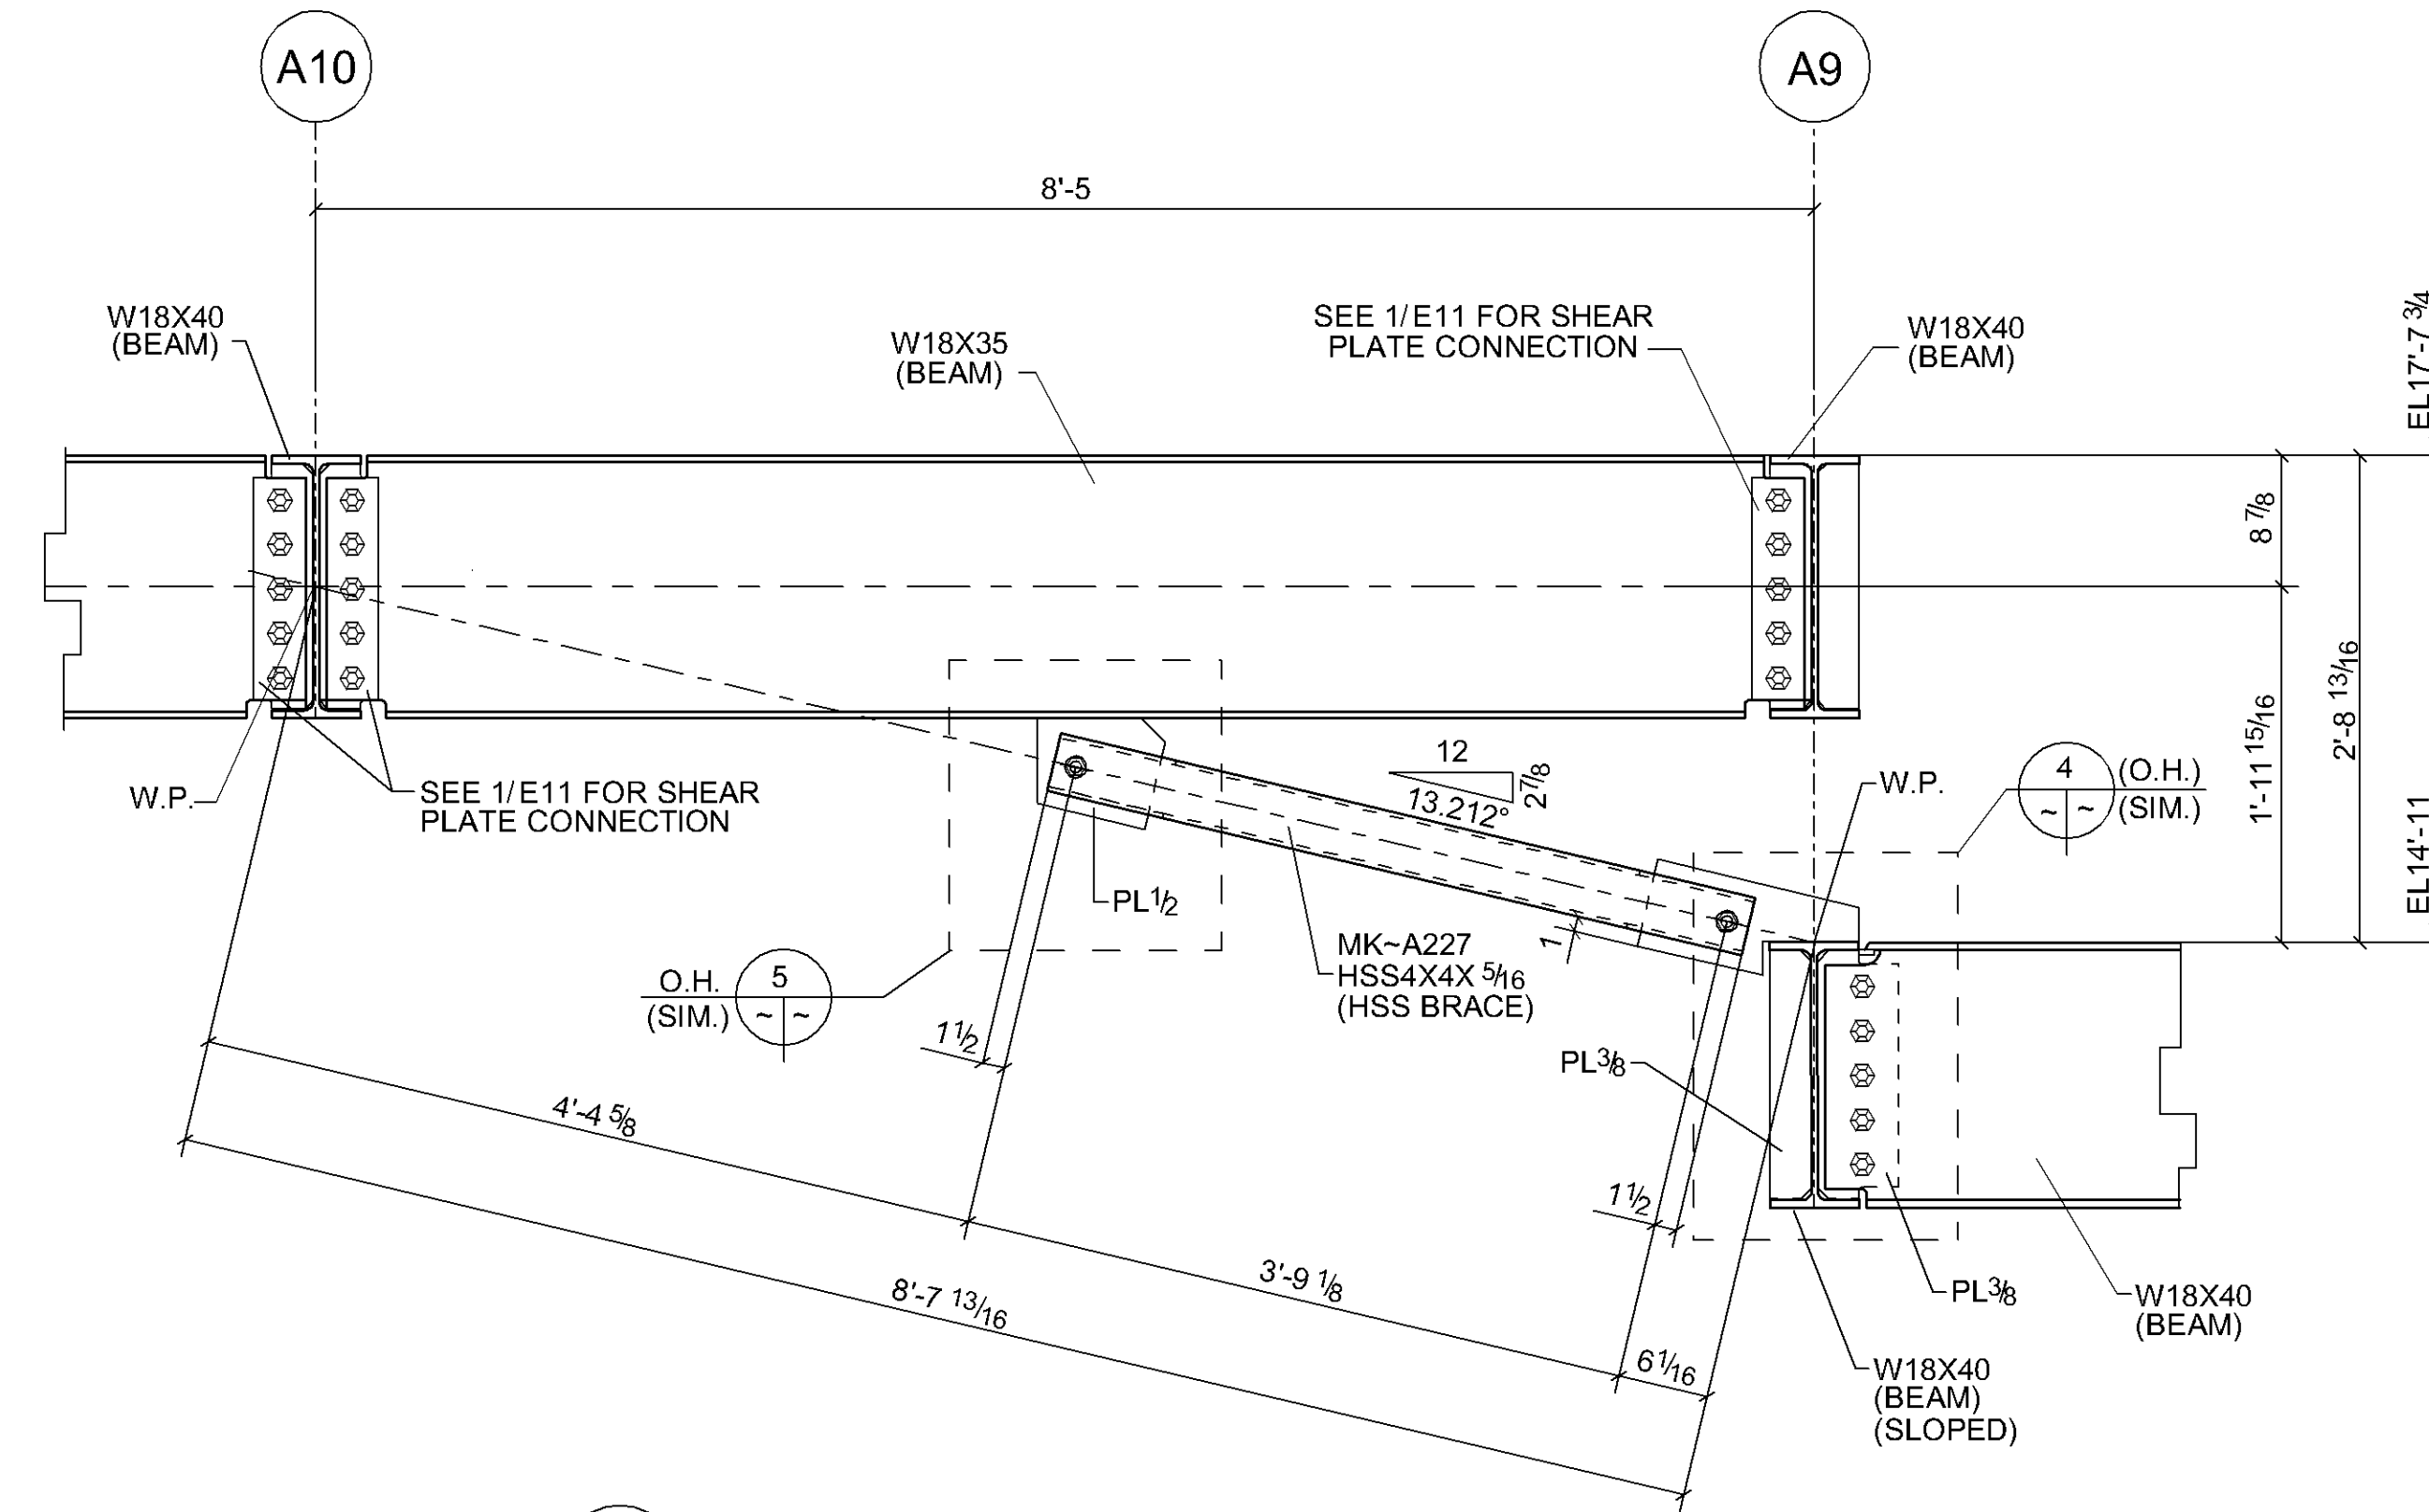 A10
A9
8'-5
W18X40
(BEAM)
W18X35
(BEAM)
SEE 1/E11 FOR SHEAR
PLATE CONNECTION
W18X40
(BEAM)
EL17'-7 3/4
8 7/8
2'-8 13/16
1'-11 15/16
EL14'-11
W.P.
SEE 1/E11 FOR SHEAR
PLATE CONNECTION
12
2 7/8
13.212°
W.P.
4
(O.H.)
(SIM.)
~ ~
PL1/2
1
MK~A227
HSS4X4X 5/16
(HSS BRACE)
O.H.
(SIM.)
5
~ ~
1 1/2
PL3/8
4'-4 5/8
1 1/2
3'-9 1/8
8'-7 13/16
6 1/16
PL3/8
W18X40
(BEAM)
W18X40
(BEAM)
(SLOPED)